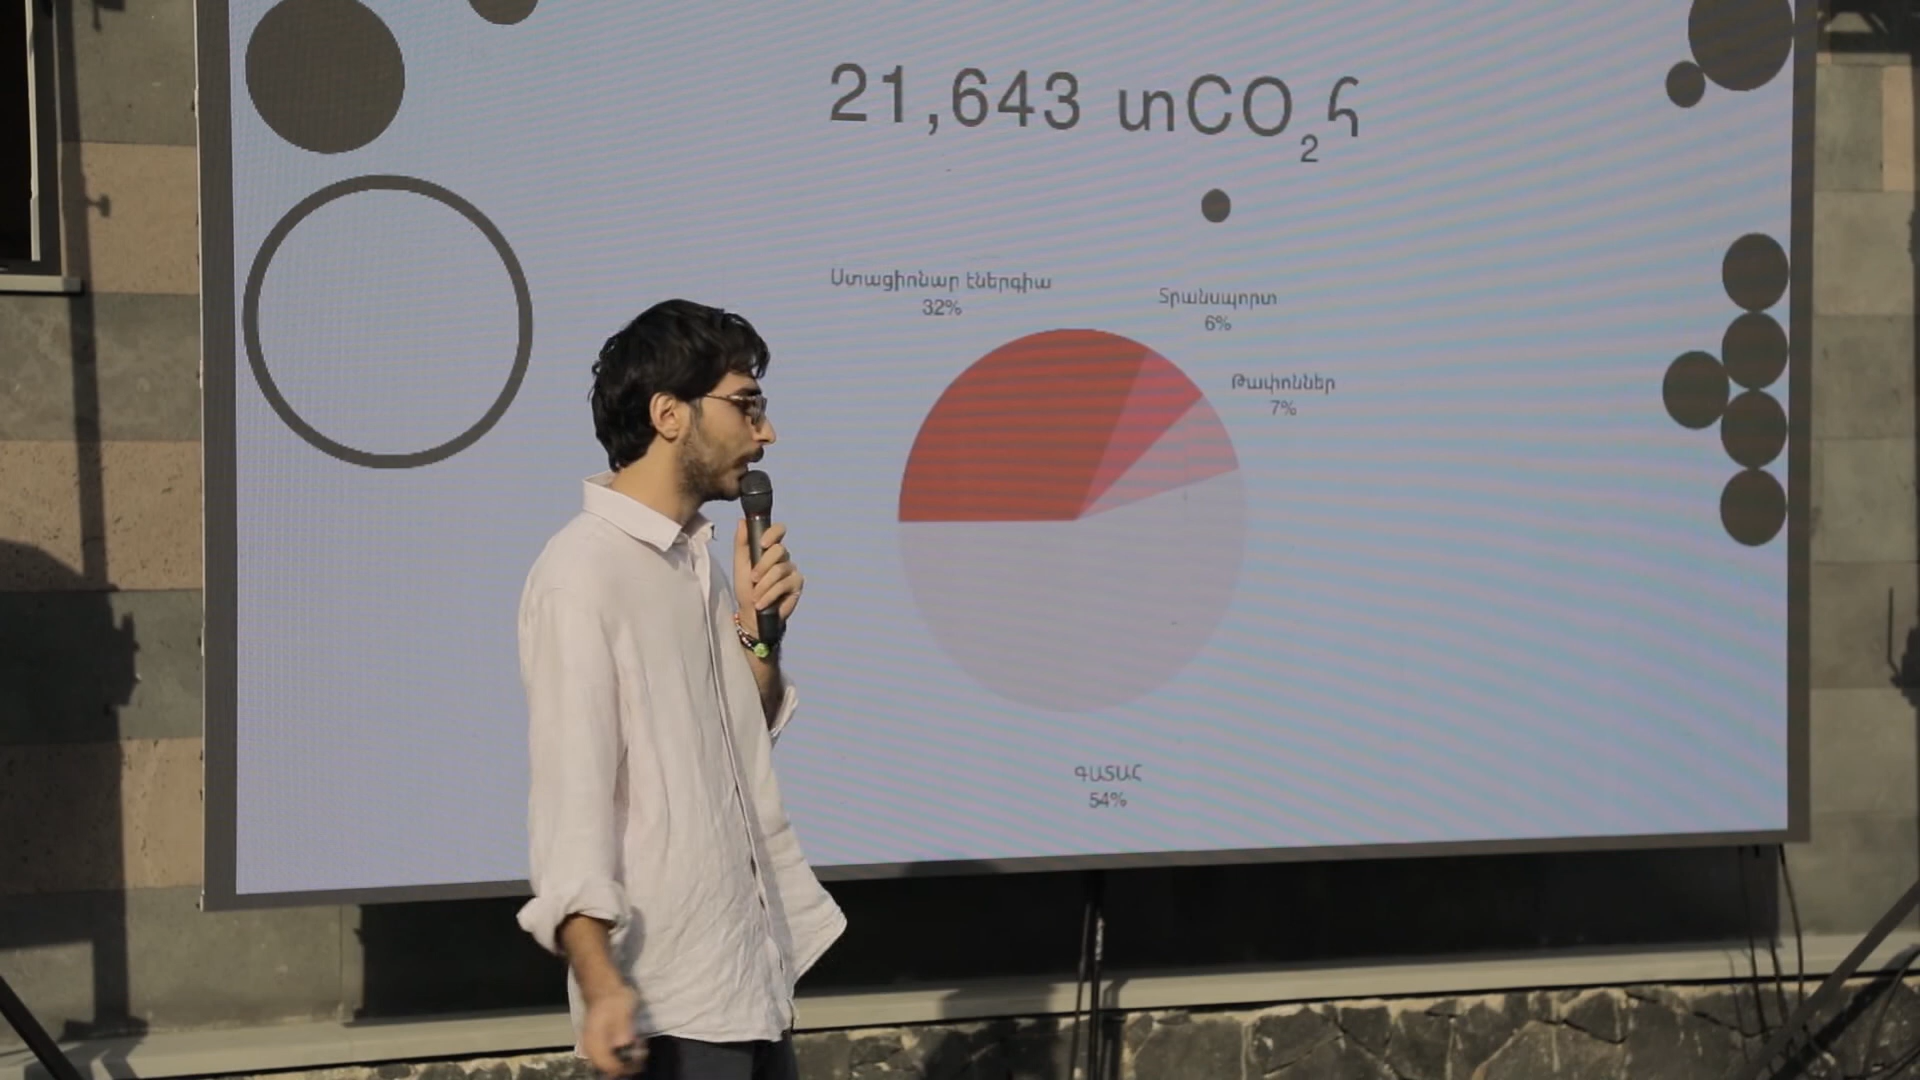 21,643 տCO₂հ
Ստացիոնար էներգիա
32%
Տրանսպորտ
6%
Թափոններ
7%
ԳԱՏԱՀ
54%